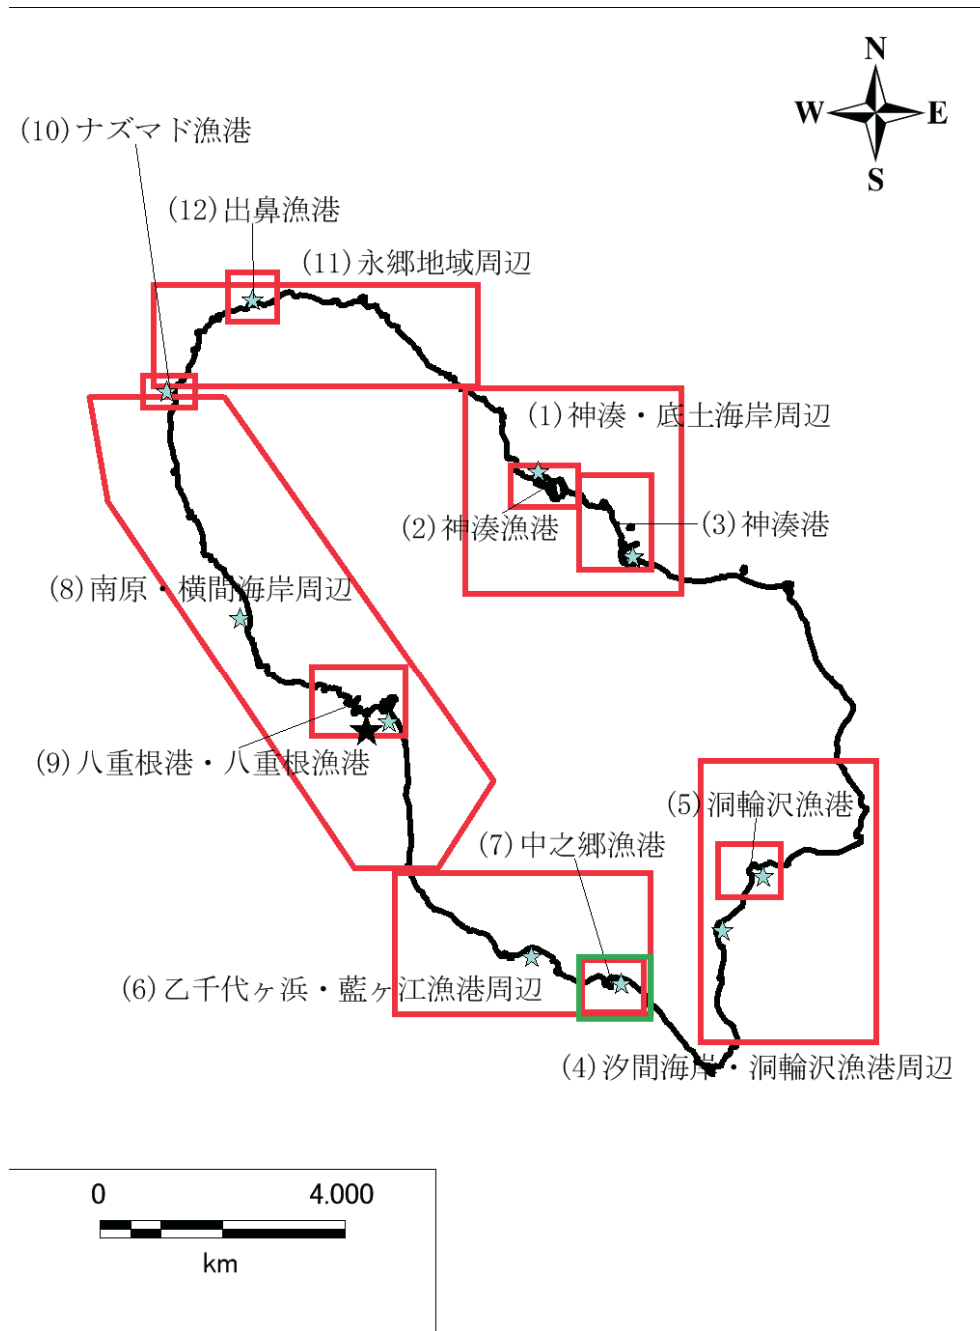 N
W E
S
(10)ナズマド漁港
(12)出鼻漁港
(11)永郷地域周辺
(1)神湊・底土海岸周辺
(2)神湊漁港
(3)神湊港
(8)南原・横間海岸周辺
(9)八重根港・八重根漁港
(5)洞輪沢漁港
(7)中之郷漁港
(6)乙千代ヶ浜・藍ヶ江漁港周辺
(4)汐間海岸・洞輪沢漁港周辺
0 4.000
km